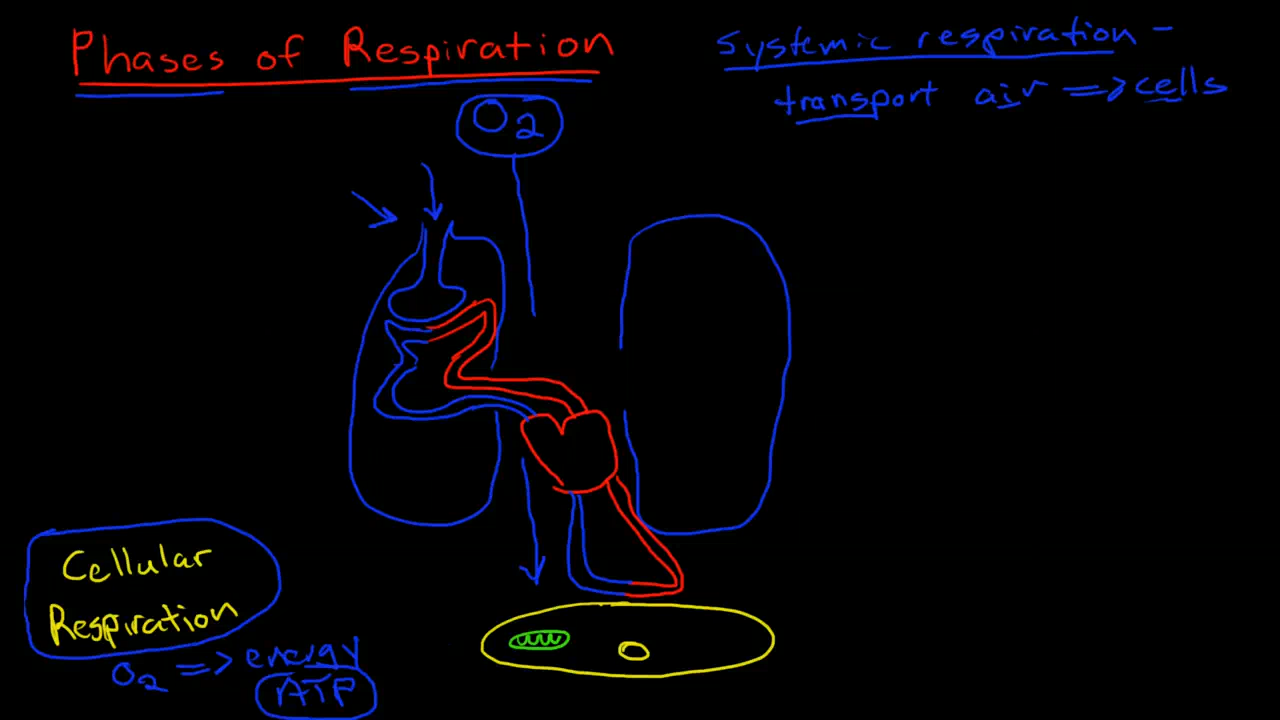 Phases of Respiration
Systemic respiration -
transport air => cells
O2
Cellular
Respiration
O2 => energy
ATP